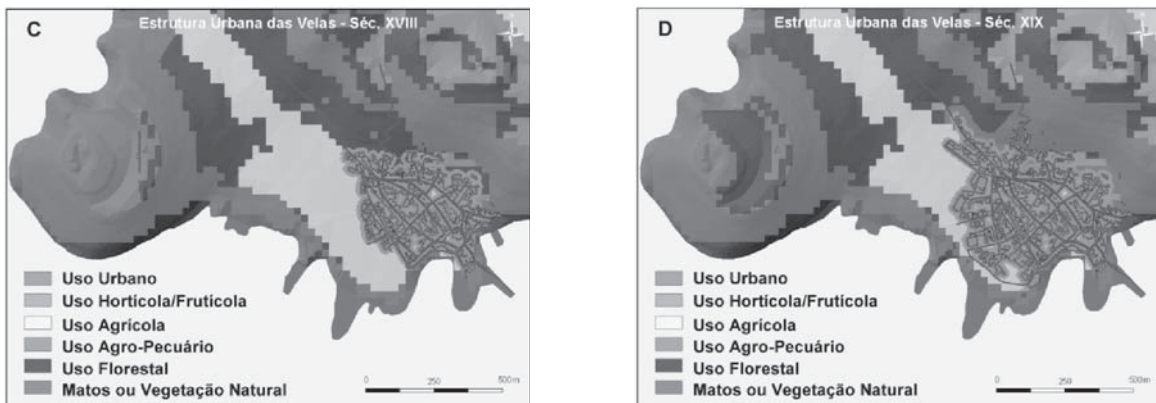 C
Estrutura Urbana das Velas - Séc. XVIII
Uso Urbano
Uso Hortícola/Frutícola
Uso Agrícola
Uso Agro-Pecuário
Uso Florestal
Matos ou Vegetação Natural
0 250 500m
D
Estrutura Urbana das Velas - Séc. XIX
Uso Urbano
Uso Hortícola/Frutícola
Uso Agrícola
Uso Agro-Pecuário
Uso Florestal
Matos ou Vegetação Natural
0 250 500m